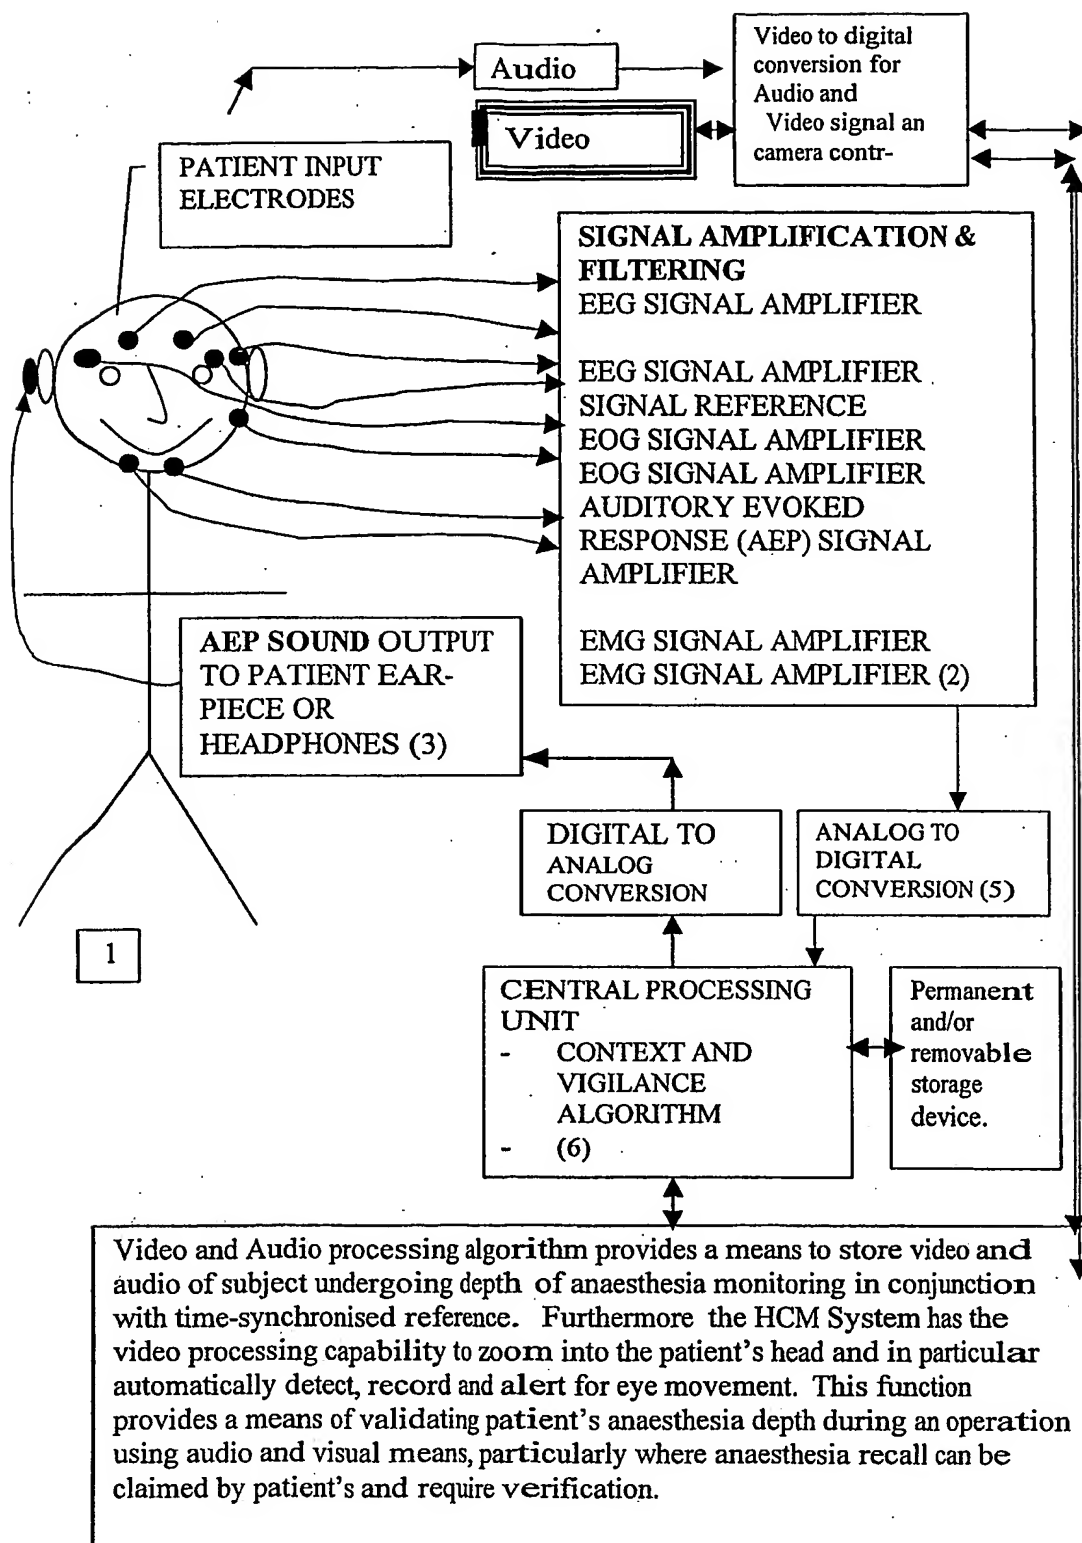 Audio
Video
Video to digital
conversion for
Audio and
Video signal an
camera contr-
PATIENT INPUT
ELECTRODES
SIGNAL AMPLIFICATION &
FILTERING
EEG SIGNAL AMPLIFIER
EEG SIGNAL AMPLIFIER
SIGNAL REFERENCE
EOG SIGNAL AMPLIFIER
EOG SIGNAL AMPLIFIER
AUDITORY EVOKED
RESPONSE (AEP) SIGNAL
AMPLIFIER
EMG SIGNAL AMPLIFIER
EMG SIGNAL AMPLIFIER (2)
AEP SOUND OUTPUT
TO PATIENT EAR-
PIECE OR
HEADPHONES (3)
DIGITAL TO
ANALOG
CONVERSION
ANALOG TO
DIGITAL
CONVERSION (5)
1
CENTRAL PROCESSING
UNIT
- CONTEXT AND
VIGILANCE
ALGORITHM
- (6)
Permanent
and/or
removable
storage
device.
Video and Audio processing algorithm provides a means to store video and
audio of subject undergoing depth of anaesthesia monitoring in conjunction
with time-synchronised reference. Furthermore the HCM System has the
video processing capability to zoom into the patient's head and in particular
automatically detect, record and alert for eye movement. This function
provides a means of validating patient's anaesthesia depth during an operation
using audio and visual means, particularly where anaesthesia recall can be
claimed by patient's and require verification.